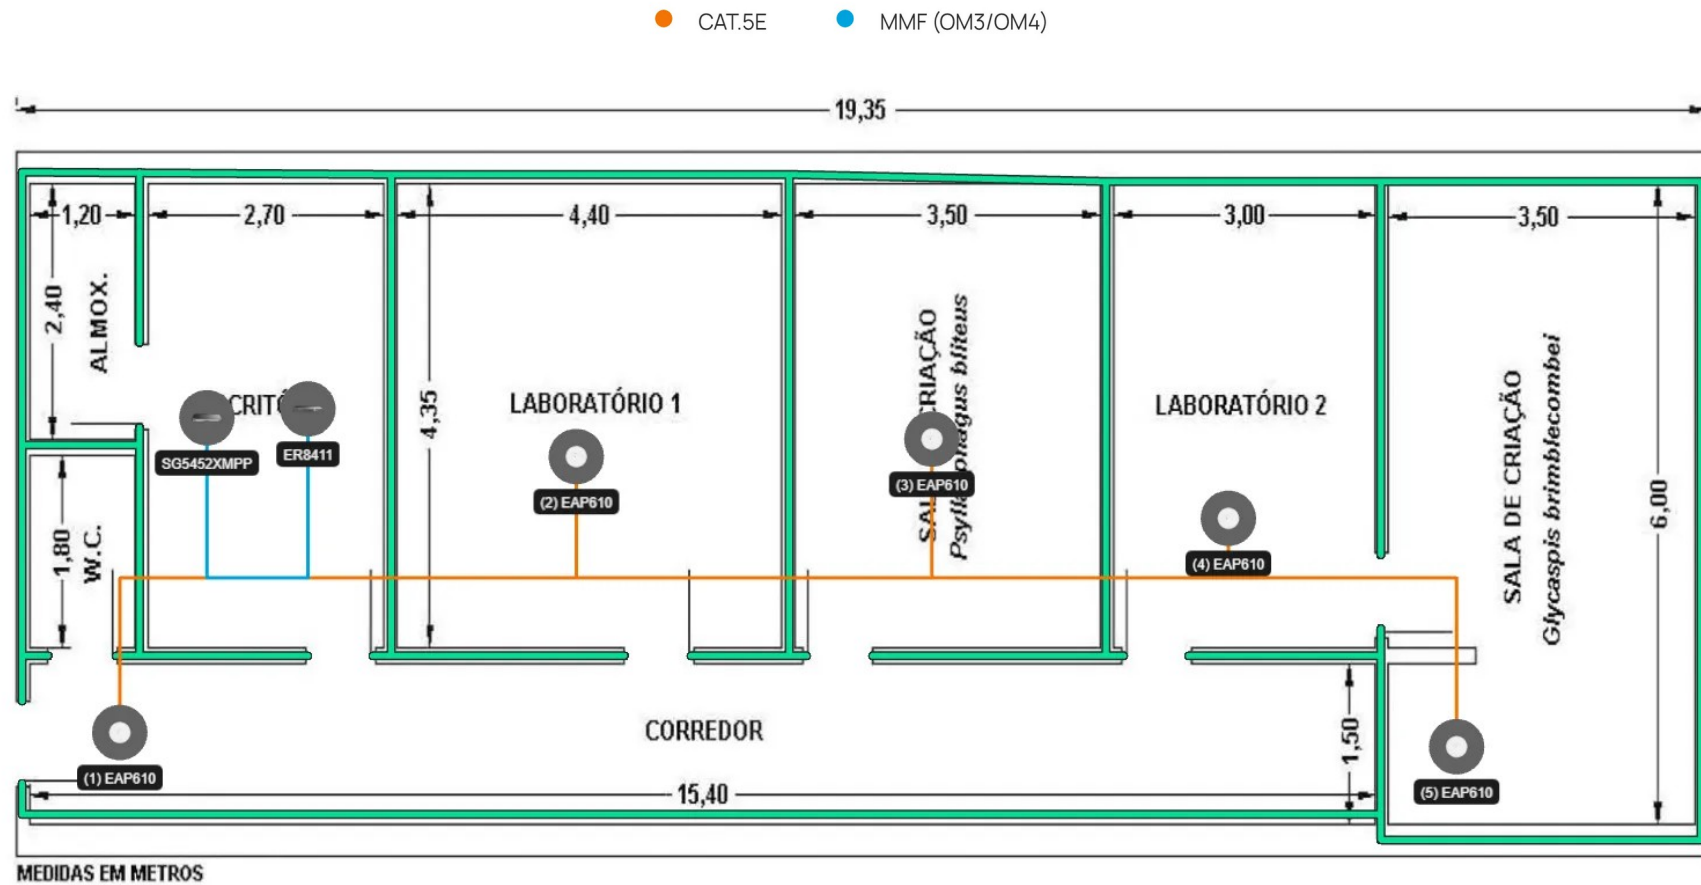 CAT.5E MMF (OM3/OM4)
19,35
1,20 2,70 4,40 3,50 3,00 3,50
2,40
ALMOX.
4,35
LABORATÓRIO 1
CRIAÇÃO
LABORATÓRIO 2
SALA DE CRIAÇÃO
Glycaspis brimblecombei
6,00
SG5452XMPP
ER8411
(2) EAP610
(3) EAP610
(4) EAP610
1,80
W.C.
CORREDOR
1,50
(1) EAP610
15,40
(5) EAP610
MEDIDAS EM METROS